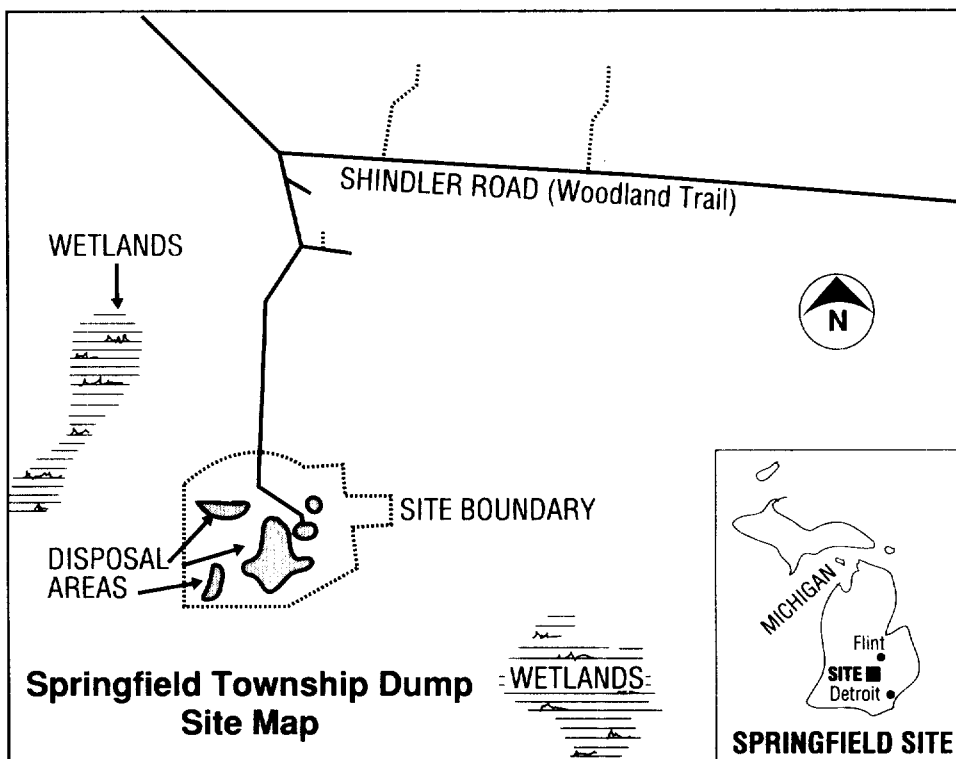 SHINDLER ROAD (Woodland Trail)
WETLANDS
N
SITE BOUNDARY
DISPOSAL
AREAS
WETLANDS
Springfield Township Dump
Site Map
MICHIGAN
Flint
SITE
Detroit
SPRINGFIELD SITE